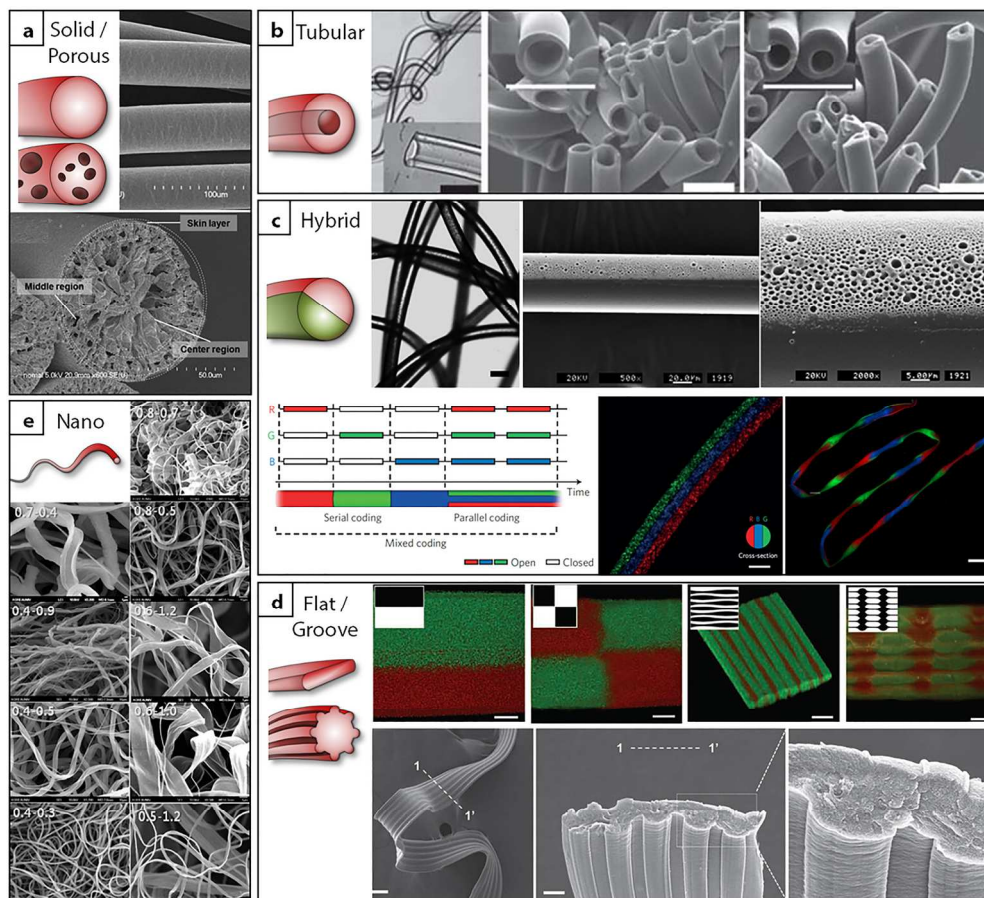 a Solid /
Porous
100um
Skin layer
Middle region
Center region
50.0um
b Tubular
c Hybrid
20KV 500x 20.0µm 1919
20KV 2000x 5.00µm 1921
R
G
B
Time
Serial coding
Parallel coding
Mixed coding
Open
Closed
R B G
Cross-section
d Flat /
Groove
1
1'
1
1'
e Nano
0.8-0.7
0.7-0.4
0.8-0.5
0.4-0.9
0.6-1.2
0.4-0.5
0.6-1.0
0.4-0.3
0.5-1.2